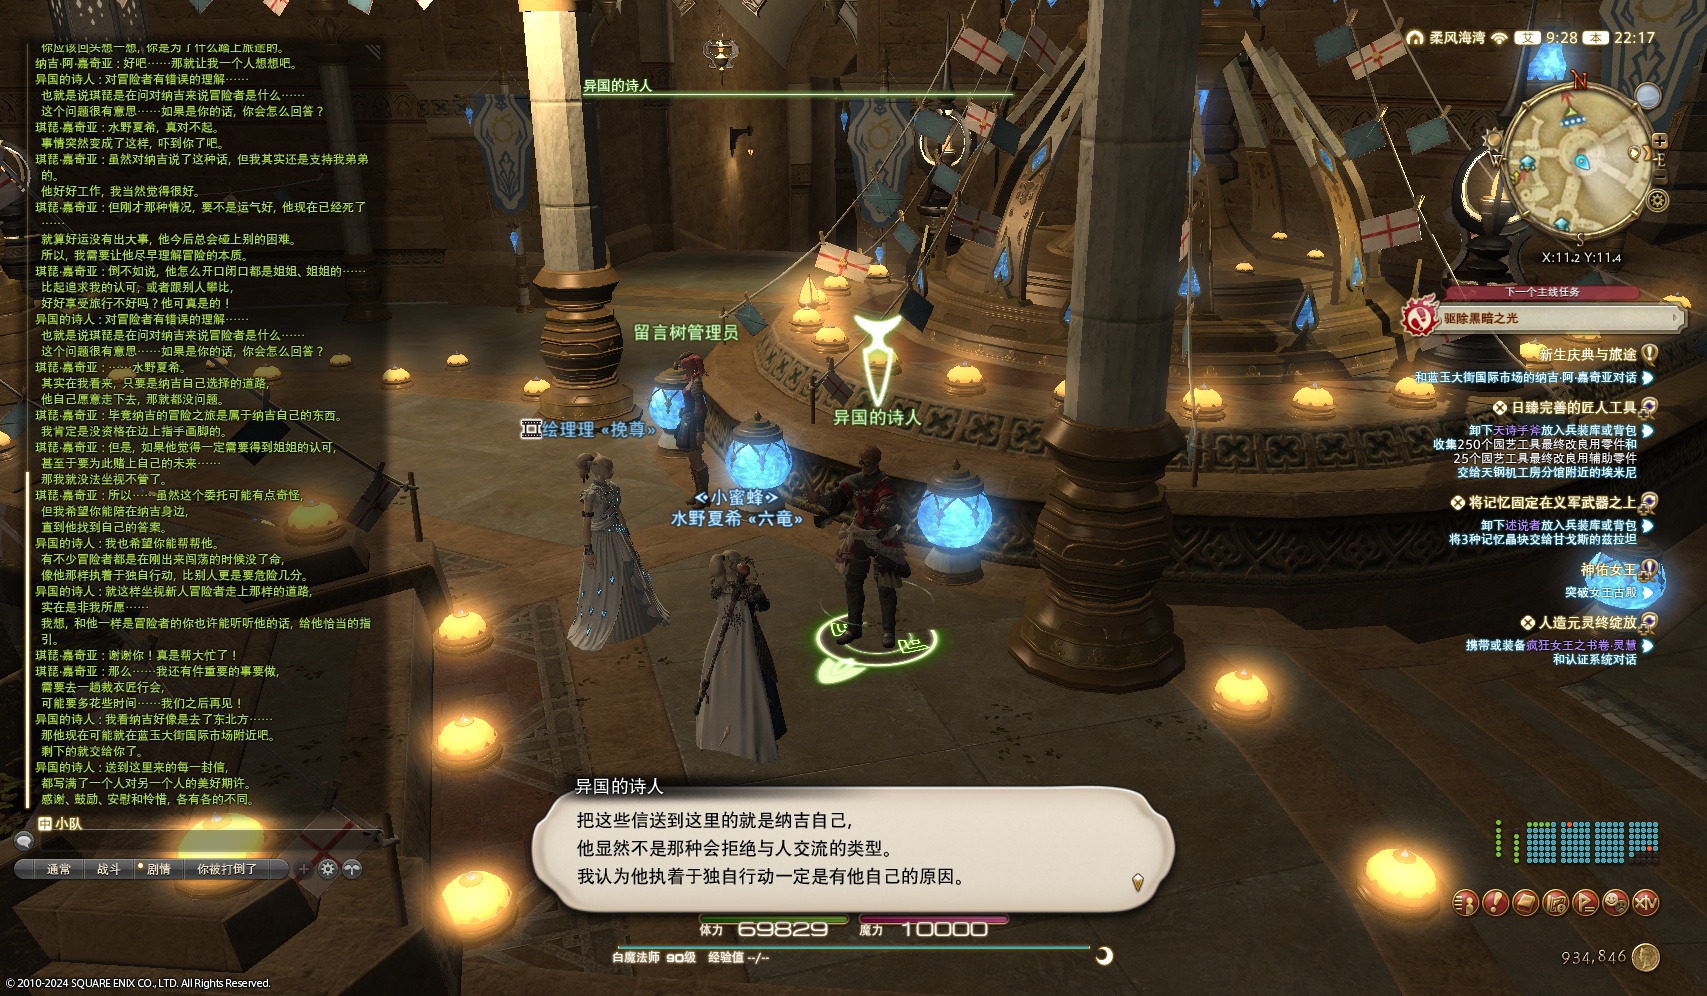 你应该回头想一想, 你是为了什么踏上旅途的。
纳吉·阿·嘉奇亚 : 好吧……那就让我一个人想想吧。
异国的诗人 : 对冒险者有错误的理解……
也就是说琪琵是在问对纳吉来说冒险者是什么……
这个问题很有意思……如果是你的话, 你会怎么回答？
琪琵·嘉奇亚 : 水野夏希, 真对不起。
事情突然变成了这样, 吓到你了吧。
琪琵·嘉奇亚 : 虽然对纳吉说了这种话, 但我其实还是支持我弟弟
的。
他好好工作, 我当然觉得很好。
琪琵·嘉奇亚 : 但刚才那种情况, 要不是运气好, 他现在已经死了
……
就算好运没有出大事, 他今后总会碰上别的困难。
所以, 我需要让他尽早理解冒险的本质。
琪琵·嘉奇亚 : 倒不如说, 他怎么开口闭口都是姐姐、姐姐的……
比起追求我的认可, 或者跟别人攀比,
好好享受旅行不好吗？他可真是的！
异国的诗人 : 对冒险者有错误的理解……
也就是说琪琵是在问对纳吉来说冒险者是什么……
这个问题很有意思……如果是你的话, 你会怎么回答？
琪琵·嘉奇亚 : ……水野夏希。
其实在我看来, 只要是纳吉自己选择的道路,
他自己愿意走下去, 那就都没问题。
琪琵·嘉奇亚 : 毕竟纳吉的冒险之旅是属于纳吉自己的东西。
我肯定是没资格在边上指手画脚的。
琪琵·嘉奇亚 : 但是, 如果他觉得一定需要得到姐姐的认可,
甚至于要为此赌上自己的未来……
那我就没法坐视不管了。
琪琵·嘉奇亚 : 所以……虽然这个委托可能有点奇怪,
但我希望你能陪在纳吉身边,
直到他找到自己的答案。
异国的诗人 : 我也希望你能帮帮他。
有不少冒险者都是在刚出来闯荡的时候没了命,
像他那样执着于独自行动, 比别人更是要危险几分。
异国的诗人 : 就这样坐视新人冒险者走上那样的道路,
实在是非我所愿……
我想, 和他一样是冒险者的你也许能听听他的话, 给他恰当的指
引。
琪琵·嘉奇亚 : 谢谢你！真是帮大忙了！
琪琵·嘉奇亚 : 那么……我还有件重要的事要做,
需要去一趟裁衣匠行会,
可能要多花些时间……我们之后再见！
异国的诗人 : 我看纳吉好像是去了东北方……
那他现在可能就在蓝玉大街国际市场附近吧。
剩下的就交给你了。
异国的诗人 : 送到这里来的每一封信,
都写满了一个人对另一个人的美好期许。
感谢、鼓励、安慰和怜惜, 各有各的不同。
中 小队
通常 战斗 剧情 你被打倒了
© 2010-2024 SQUARE ENIX CO., LTD. All Rights Reserved.
异国的诗人
留言树管理员
异国的诗人
绘理理 «挽尊»
小蜜蜂
水野夏希 «六竜»
异国的诗人
把这些信送到这里的就是纳吉自己,
他显然不是那种会拒绝与人交流的类型。
我认为他执着于独自行动一定是有他自己的原因。
体力 69829 魔力 10000
白魔法师 90级 经验值 --/--
柔风海湾 艾 9:28 本 22:17
N
W
E
S
X:11.2 Y:11.4
下一个主线任务
驱除黑暗之光
新生庆典与旅途
和蓝玉大街国际市场的纳吉·阿·嘉奇亚对话
日臻完善的匠人工具
卸下天诗手斧放入兵装库或背包
收集250个园艺工具最终改良用零件和
25个园艺工具最终改良用辅助零件
交给天钢机工房分馆附近的埃米尼
将记忆固定在义军武器之上
卸下述说者放入兵装库或背包
将3种记忆晶块交给甘戈斯的兹拉坦
神佑女王
突破女王古殿
人造元灵终绽放
携带或装备疯狂女王之书卷·灵慧
和认证系统对话
XIV
934,846